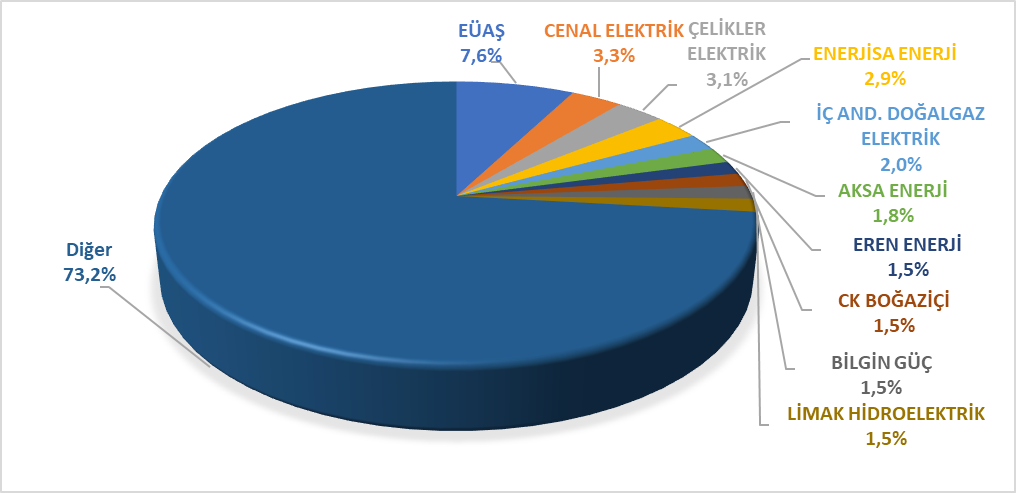 EÜAŞ
7,6%
CENAL ELEKTRİK
3,3%
ÇELİKLER
ELEKTRİK
3,1%
ENERJİSA ENERJİ
2,9%
İÇ AND. DOĞALGAZ
ELEKTRİK
2,0%
AKSA ENERJİ
1,8%
EREN ENERJİ
1,5%
CK BOĞAZİÇİ
1,5%
BİLGİN GÜÇ
1,5%
LİMAK HİDROELEKTRİK
1,5%
Diğer
73,2%